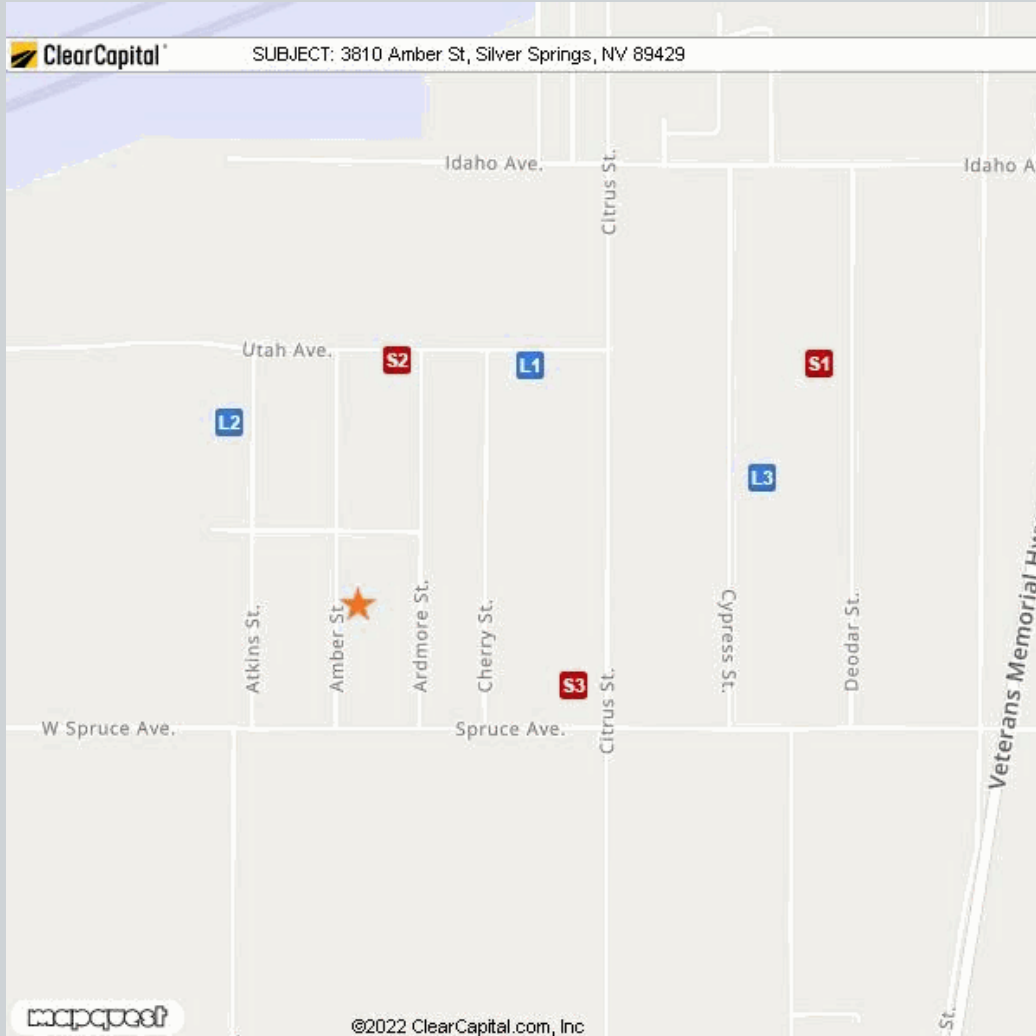 ClearCapital
SUBJECT: 3810 Amber St, Silver Springs, NV 89429
Idaho Ave.
Idaho A
Citrus St.
Utah Ave.
S2
L1
S1
L2
L3
Atkins St.
Amber St
Ardmore St.
Cherry St.
Cypress St.
Deodar St.
S3
Citrus St.
W Spruce Ave.
Spruce Ave.
Veterans Memorial Hw
St.
mapquest
©2022 ClearCapital.com, Inc